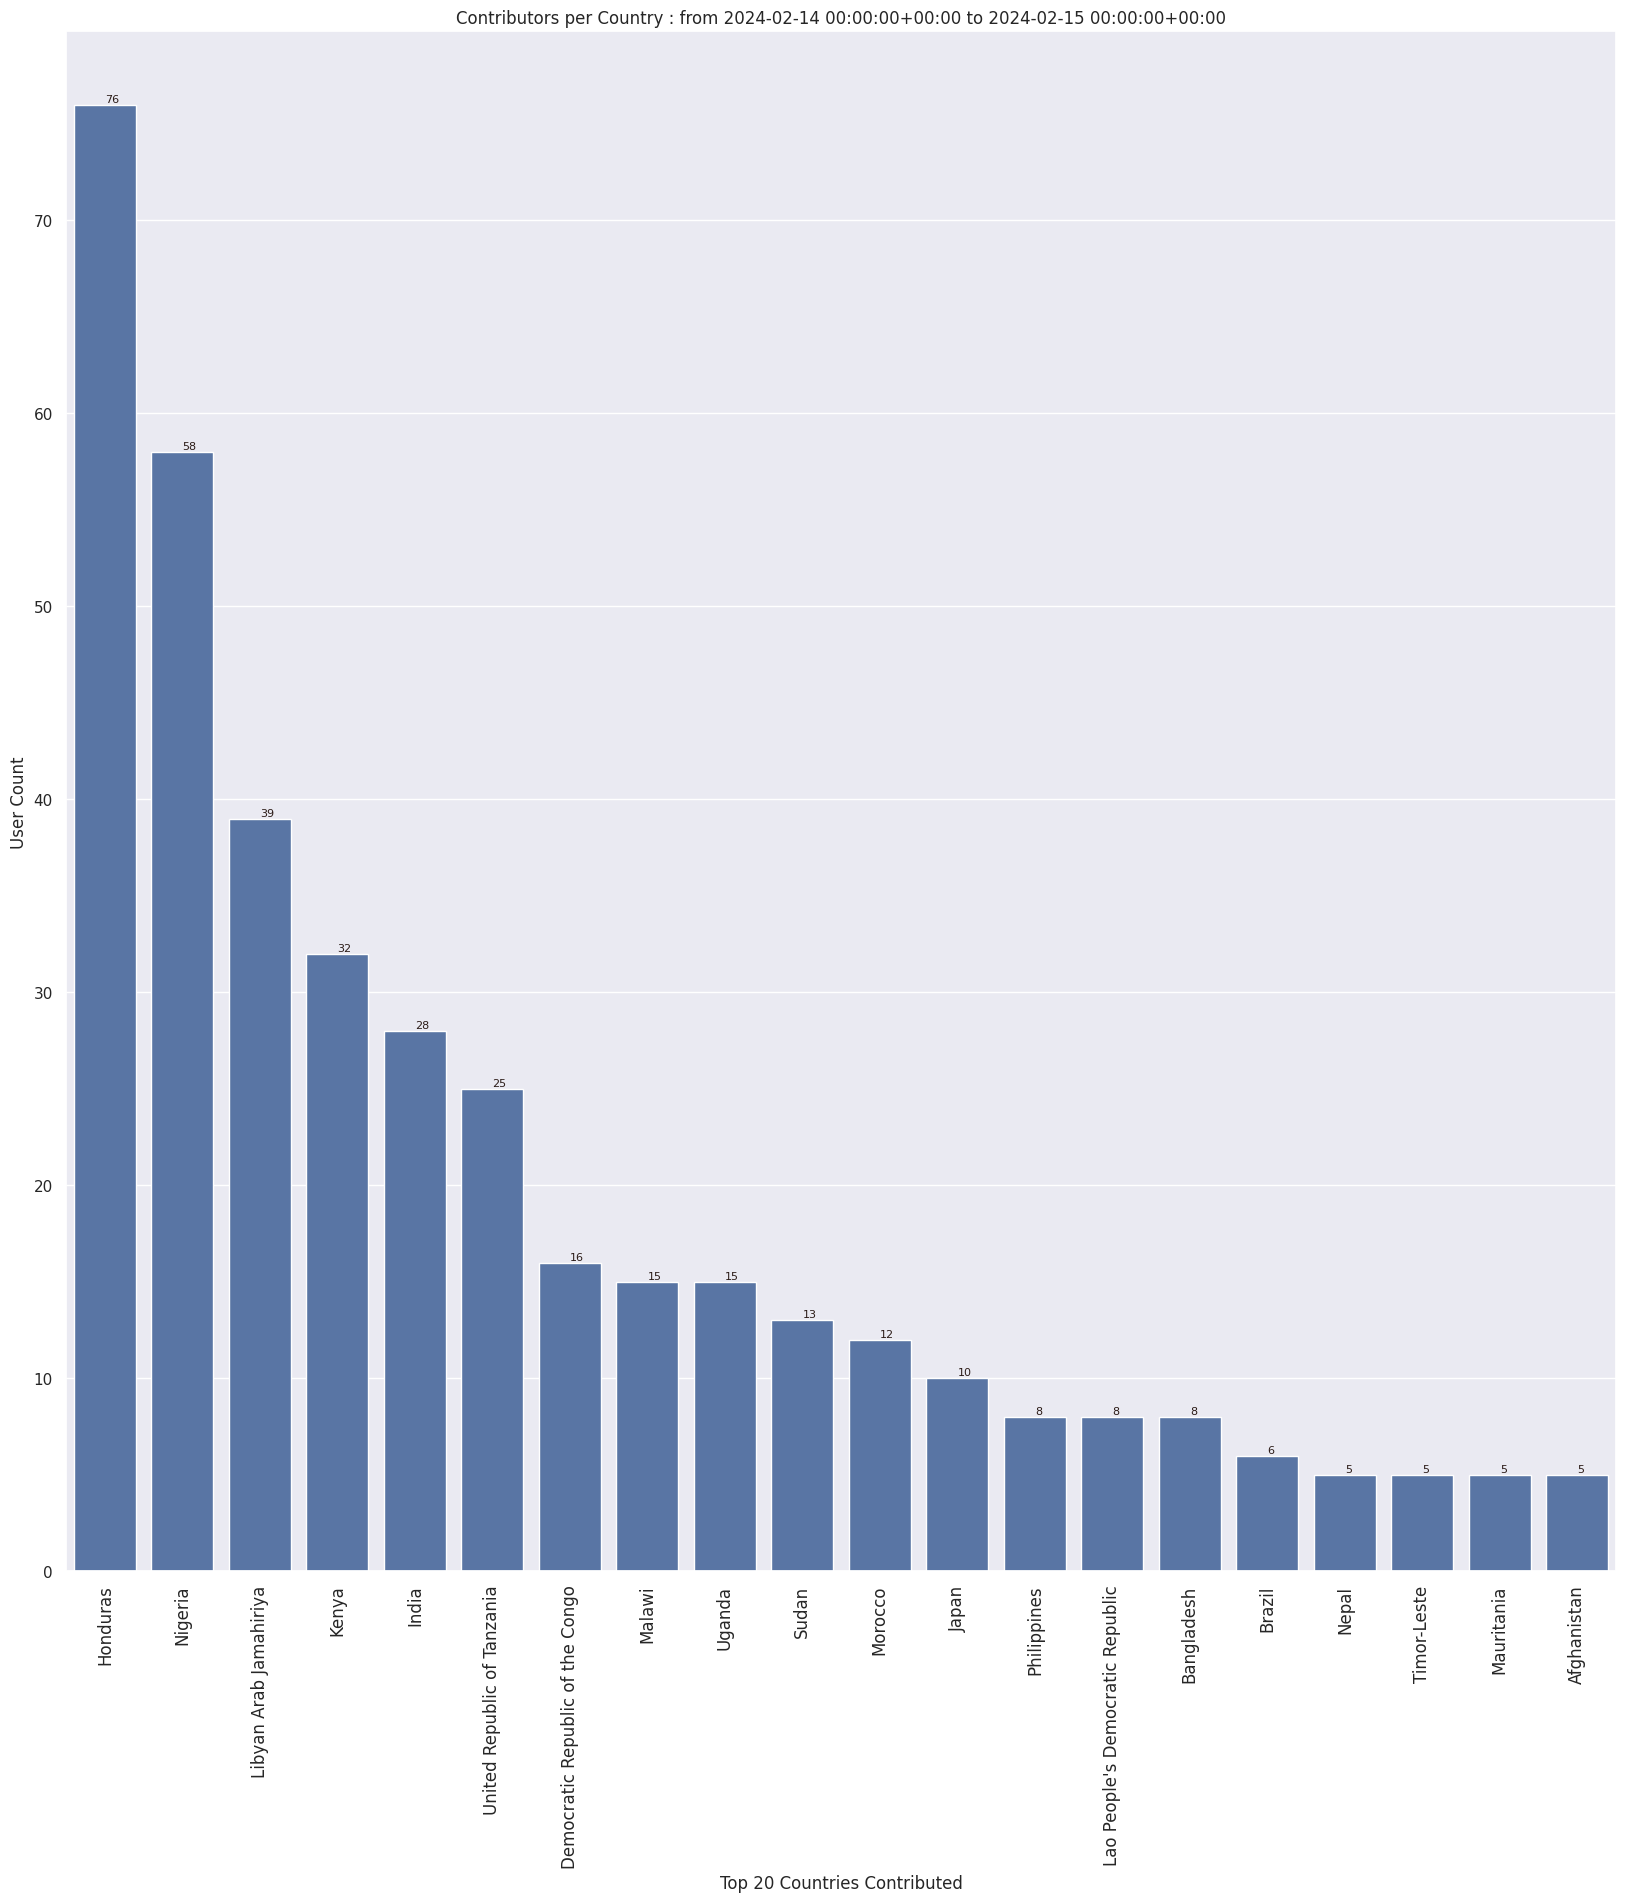 Contributors per Country : from 2024-02-14 00:00:00+00:00 to 2024-02-15 00:00:00+00:00
76
70
60
58
50
User Count
40
39
32
30
28
25
20
16
15
15
13
12
10
10
8
8
8
6
5
5
5
5
0
Honduras
Nigeria
Libyan Arab Jamahiriya
Kenya
India
United Republic of Tanzania
Democratic Republic of the Congo
Malawi
Uganda
Sudan
Morocco
Japan
Philippines
Lao People's Democratic Republic
Bangladesh
Brazil
Nepal
Timor-Leste
Mauritania
Afghanistan
Top 20 Countries Contributed